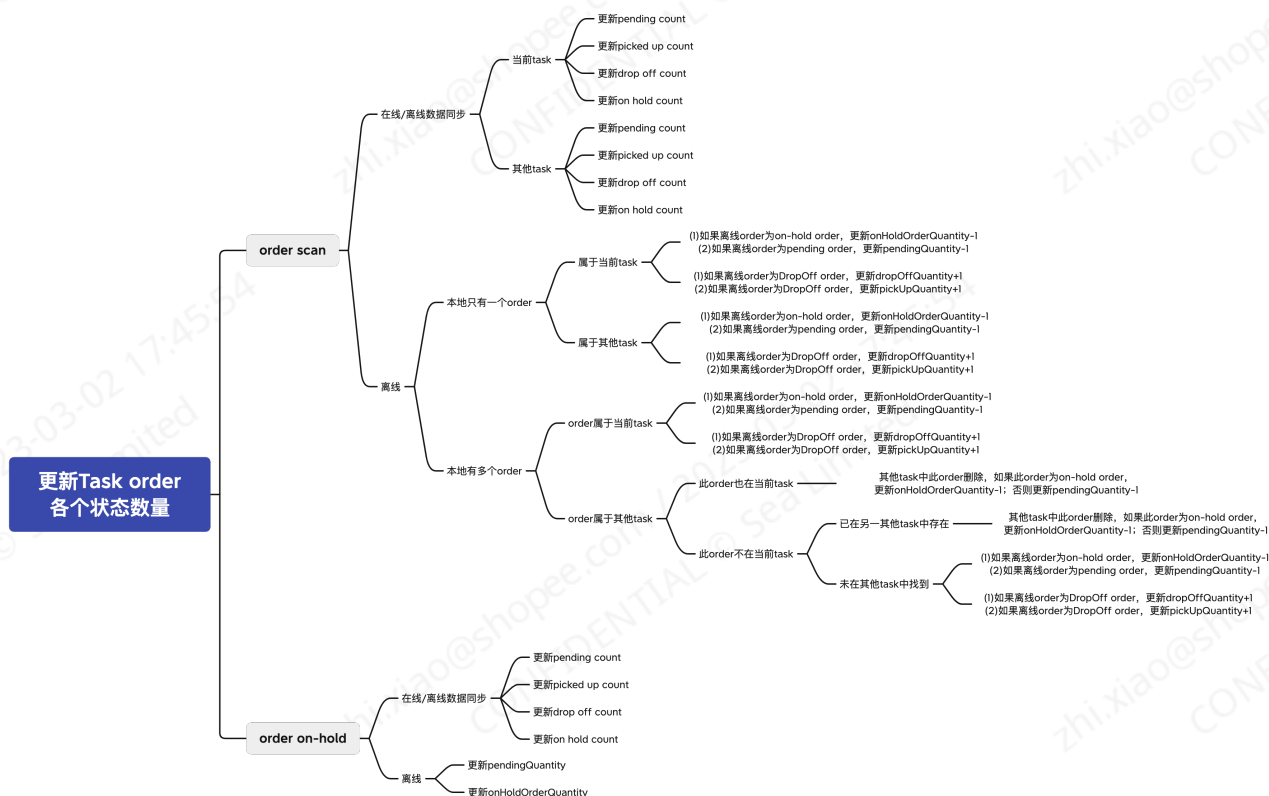 更新Task order
各个状态数量
order scan
在线/离线数据同步
当前task
更新pending count
更新picked up count
更新drop off count
更新on hold count
其他task
更新pending count
更新picked up count
更新drop off count
更新on hold count
离线
本地只有一个order
属于当前task
(1)如果离线order为on-hold order，更新onHoldOrderQuantity-1
(2)如果离线order为pending order，更新pendingQuantity-1
(1)如果离线order为DropOff order，更新dropOffQuantity+1
(2)如果离线order为DropOff order，更新pickUpQuantity+1
属于其他task
(1)如果离线order为on-hold order，更新onHoldOrderQuantity-1
(2)如果离线order为pending order，更新pendingQuantity-1
(1)如果离线order为DropOff order，更新dropOffQuantity+1
(2)如果离线order为DropOff order，更新pickUpQuantity+1
本地有多个order
order属于当前task
(1)如果离线order为on-hold order，更新onHoldOrderQuantity-1
(2)如果离线order为pending order，更新pendingQuantity-1
(1)如果离线order为DropOff order，更新dropOffQuantity+1
(2)如果离线order为DropOff order，更新pickUpQuantity+1
order属于其他task
此order也在当前task
其他task中此order删除，如果此order为on-hold order，
更新onHoldOrderQuantity-1；否则更新pendingQuantity-1
此order不在当前task
已在另一其他task中存在
其他task中此order删除，如果此order为on-hold order，
更新onHoldOrderQuantity-1；否则更新pendingQuantity-1
未在其他task中找到
(1)如果离线order为on-hold order，更新onHoldOrderQuantity-1
(2)如果离线order为pending order，更新pendingQuantity-1
(1)如果离线order为DropOff order，更新dropOffQuantity+1
(2)如果离线order为DropOff order，更新pickUpQuantity+1
order on-hold
在线/离线数据同步
更新pending count
更新picked up count
更新drop off count
更新on hold count
离线
更新pendingQuantity
更新onHoldOrderQuantity